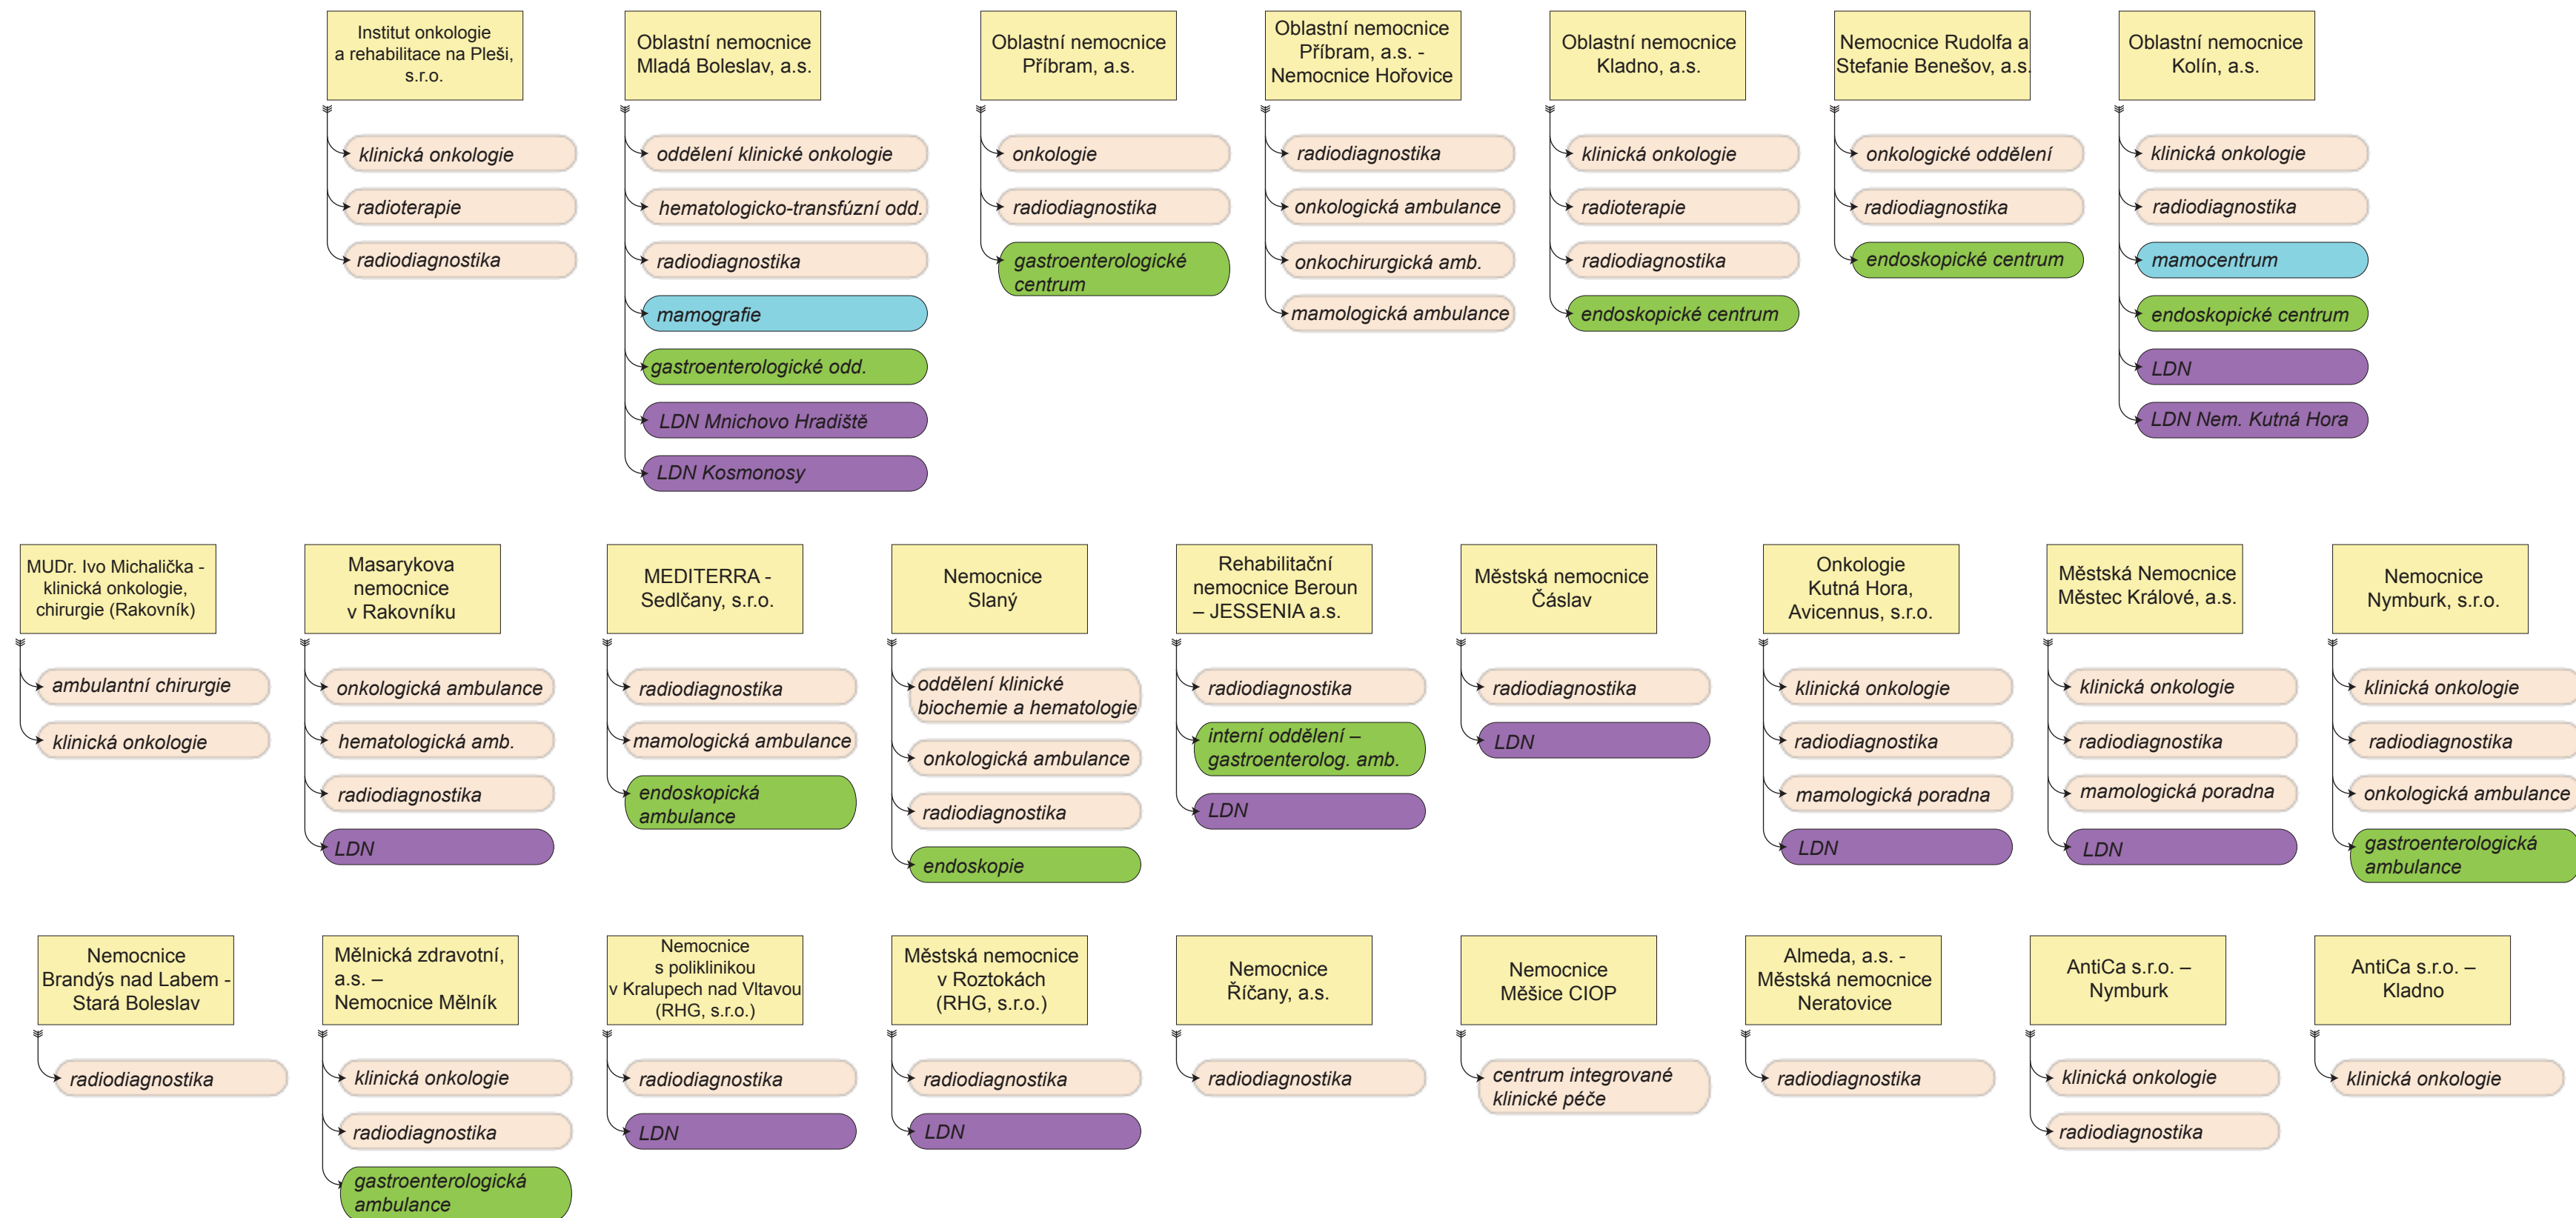 Institut onkologie
a rehabilitace na Pleši,
s.r.o.
klinická onkologie
radioterapie
radiodiagnostika
Oblastní nemocnice
Mladá Boleslav, a.s.
oddělení klinické onkologie
hematologicko-transfúzní odd.
radiodiagnostika
mamografie
gastroenterologické odd.
LDN Mnichovo Hradiště
LDN Kosmonosy
Oblastní nemocnice
Příbram, a.s.
onkologie
radiodiagnostika
gastroenterologické
centrum
Oblastní nemocnice
Příbram, a.s. -
Nemocnice Hořovice
radiodiagnostika
onkologická ambulance
onkochirurgická amb.
mamologická ambulance
Oblastní nemocnice
Kladno, a.s.
klinická onkologie
radioterapie
radiodiagnostika
endoskopické centrum
Nemocnice Rudolfa a
Stefanie Benešov, a.s.
onkologické oddělení
radiodiagnostika
endoskopické centrum
Oblastní nemocnice
Kolín, a.s.
klinická onkologie
radiodiagnostika
mamocentrum
endoskopické centrum
LDN
LDN Nem. Kutná Hora
MUDr. Ivo Michalička -
klinická onkologie,
chirurgie (Rakovník)
ambulantní chirurgie
klinická onkologie
Masarykova
nemocnice
v Rakovníku
onkologická ambulance
hematologická amb.
radiodiagnostika
LDN
MEDITERRA -
Sedlčany, s.r.o.
radiodiagnostika
mamologická ambulance
endoskopická
ambulance
Nemocnice
Slaný
oddělení klinické
biochemie a hematologie
onkologická ambulance
radiodiagnostika
endoskopie
Rehabilitační
nemocnice Beroun
– JESSENIA a.s.
radiodiagnostika
interní oddělení –
gastroenterolog. amb.
LDN
Městská nemocnice
Čáslav
radiodiagnostika
LDN
Onkologie
Kutná Hora,
Avicennus, s.r.o.
klinická onkologie
radiodiagnostika
mamologická poradna
LDN
Městská Nemocnice
Městec Králové, a.s.
klinická onkologie
radiodiagnostika
mamologická poradna
LDN
Nemocnice
Nymburk, s.r.o.
klinická onkologie
radiodiagnostika
onkologická ambulance
gastroenterologická
ambulance
Nemocnice
Brandýs nad Labem -
Stará Boleslav
radiodiagnostika
Mělnická zdravotní,
a.s. –
Nemocnice Mělník
klinická onkologie
radiodiagnostika
gastroenterologická
ambulance
Nemocnice
s poliklinikou
v Kralupech nad Vltavou
(RHG, s.r.o.)
radiodiagnostika
LDN
Městská nemocnice
v Roztokách
(RHG, s.r.o.)
radiodiagnostika
LDN
Nemocnice
Říčany, a.s.
radiodiagnostika
Nemocnice
Měšice CIOP
centrum integrované
klinické péče
Almeda, a.s. -
Městská nemocnice
Neratovice
radiodiagnostika
AntiCa s.r.o. –
Nymburk
klinická onkologie
radiodiagnostika
AntiCa s.r.o. –
Kladno
klinická onkologie